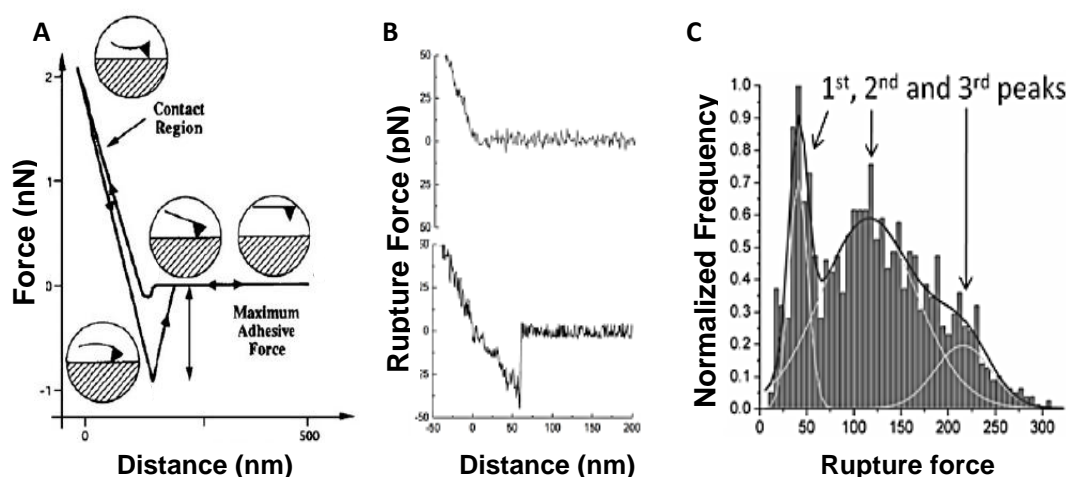 A
Force (nN)
2
1
0
-1
Contact
Region
Maximum
Adhesive
Force
0
500
Distance (nm)
B
Rupture Force (pN)
50
25
0
25
50
50
25
0
25
-50
-50
0
50
100
150
200
Distance (nm)
C
Normalized Frequency
1.0
0.9
0.8
0.7
0.6
0.5
0.4
0.3
0.2
0.1
0.0
1st, 2nd and 3rd peaks
0
50
100
150
200
250
300
Rupture force